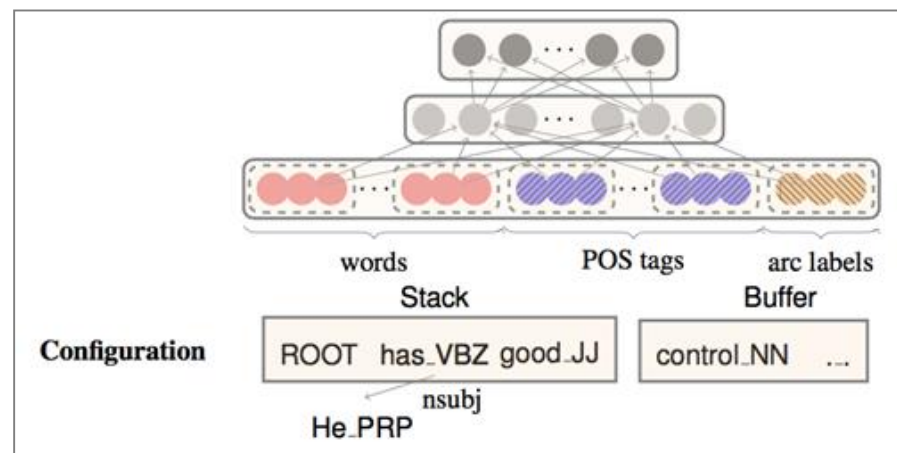 ...
...
...
words POS tags arc labels
Stack Buffer
Configuration ROOT has_VBZ good_JJ control_NN ...
nsubj
He_PRP